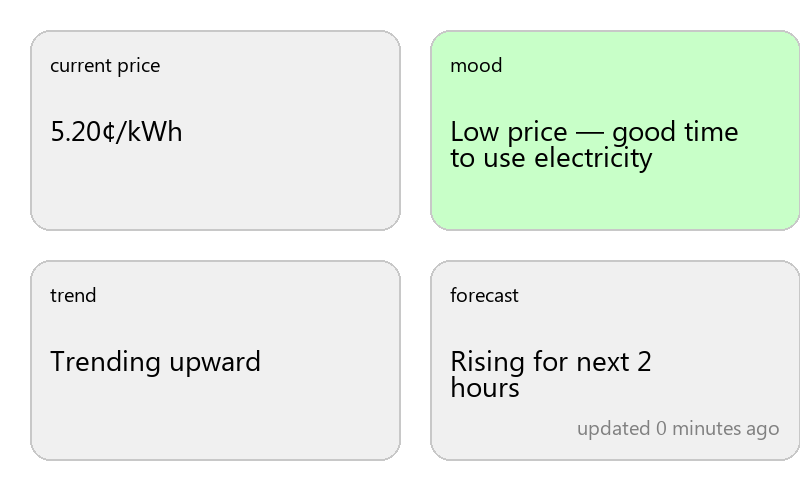 current price
5.20¢/kWh
mood
Low price — good time
to use electricity
trend
Trending upward
forecast
Rising for next 2
hours
updated 0 minutes ago